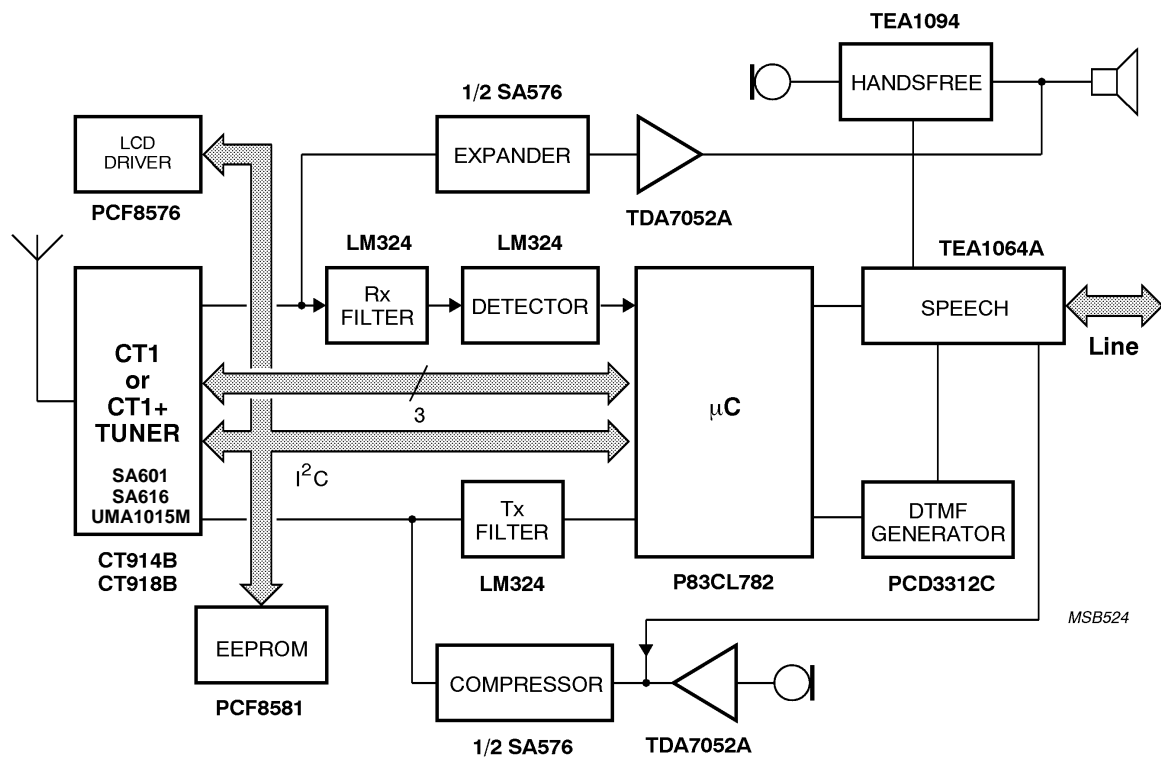 TEA1094
HANDSFREE
1/2 SA576
EXPANDER
TDA7052A
LCD
DRIVER
PCF8576
LM324
LM324
TEA1064A
Rx
FILTER
DETECTOR
SPEECH
Line
CT1
or
CT1+
TUNER
SA601
SA616
UMA1015M
CT914B
CT918B
3
I²C
μC
P83CL782
Tx
FILTER
LM324
DTMF
GENERATOR
PCD3312C
MSB524
EEPROM
PCF8581
COMPRESSOR
1/2 SA576
TDA7052A